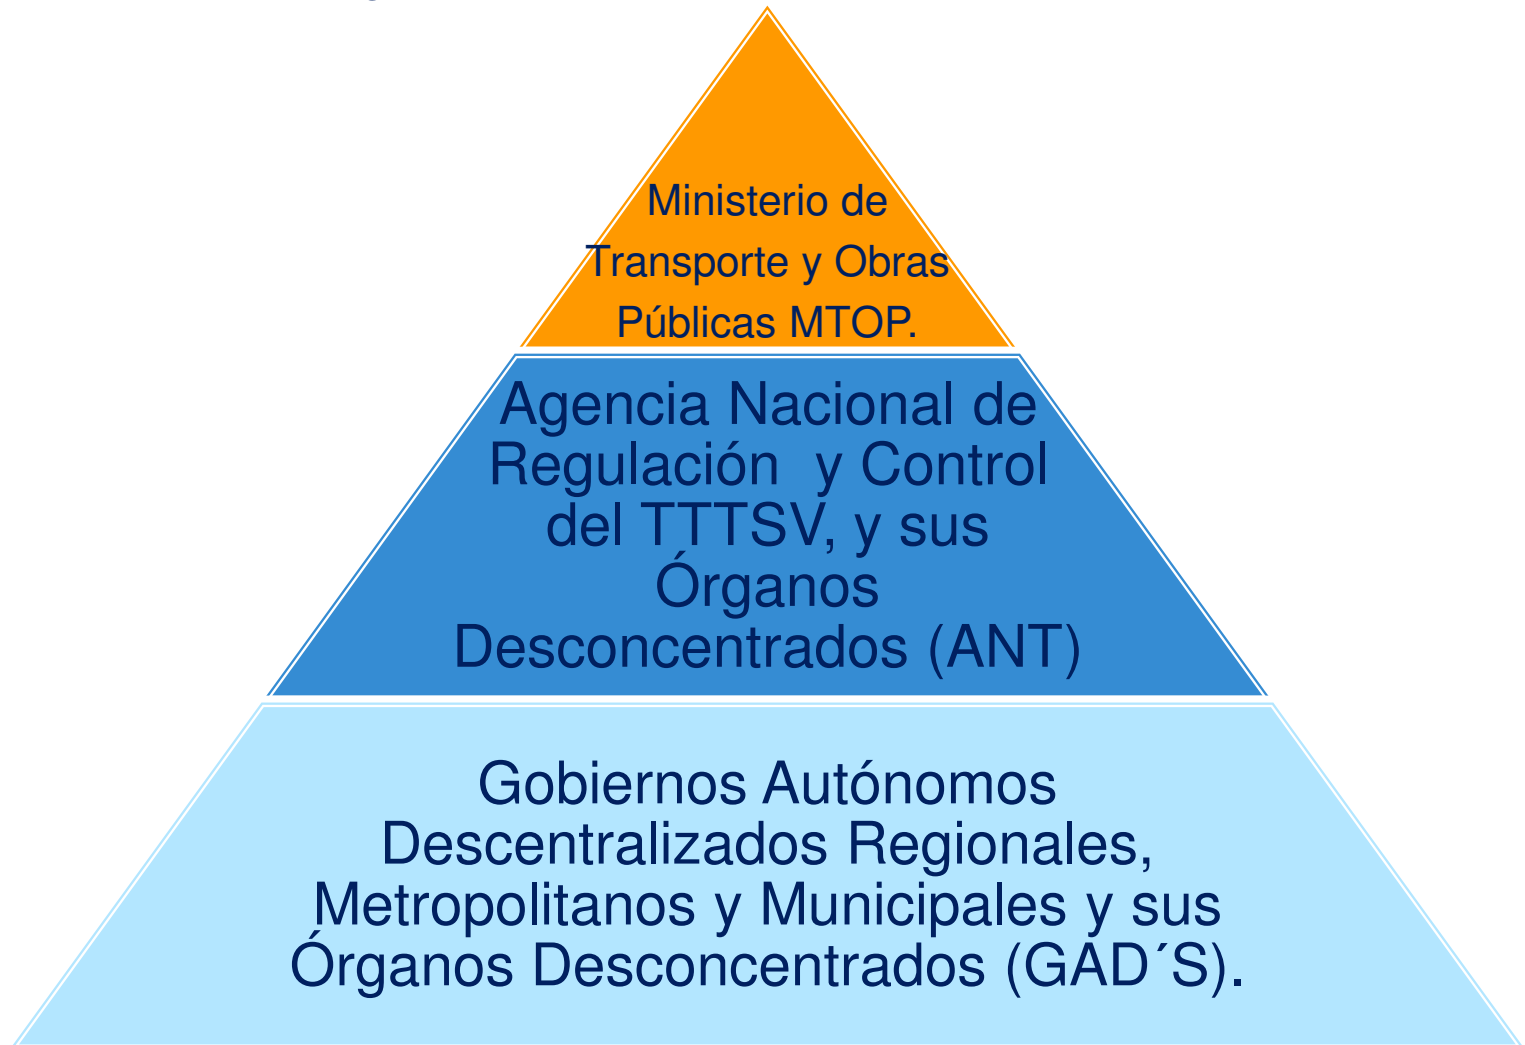 Ministerio de
Transporte y Obras
Públicas MTOP.
Agencia Nacional de
Regulación  y Control
del TTTSV, y sus
Órganos
Desconcentrados (ANT)
Gobiernos Autónomos
Descentralizados Regionales,
Metropolitanos y Municipales y sus
Órganos Desconcentrados (GAD´S).